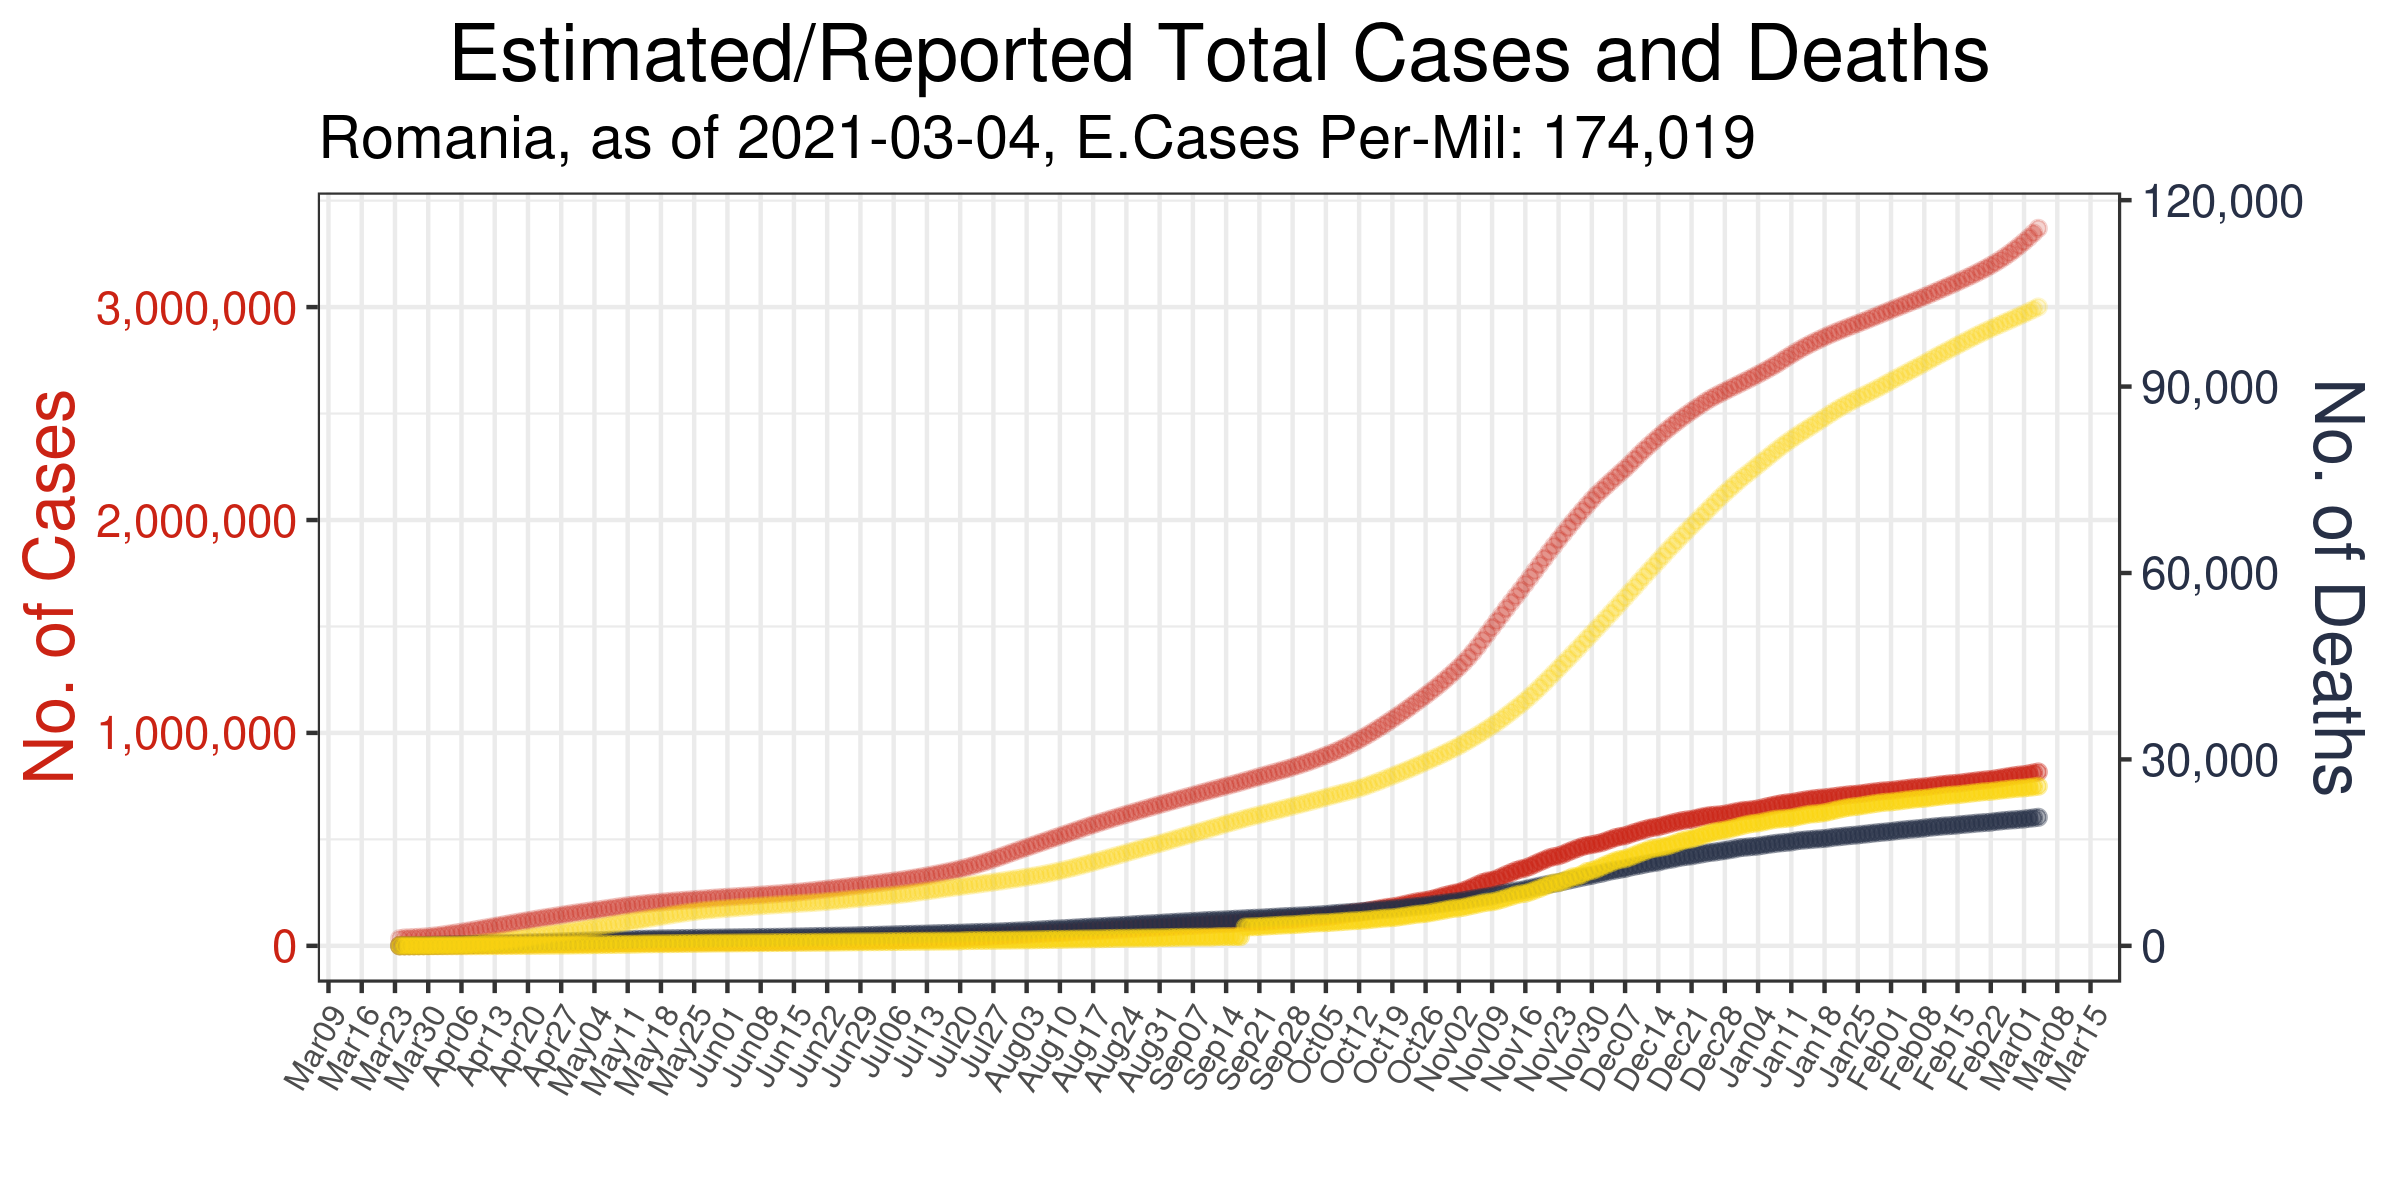 Estimated/Reported Total Cases and Deaths
Romania, as of 2021-03-04, E.Cases Per-Mil: 174,019
No. of Cases
3,000,000
2,000,000
1,000,000
0
120,000
90,000
60,000
30,000
0
No. of Deaths
Mar09 Mar16 Mar23 Mar30 Apr06 Apr13 Apr20 Apr27 May04 May11 May18 May25 Jun01 Jun08 Jun15 Jun22 Jun29 Jul06 Jul13 Jul20 Jul27 Aug03 Aug10 Aug17 Aug24 Aug31 Sep07 Sep14 Sep21 Sep28 Oct05 Oct12 Oct19 Oct26 Nov02 Nov09 Nov16 Nov23 Nov30 Dec07 Dec14 Dec21 Dec28 Jan04 Jan11 Jan18 Jan25 Feb01 Feb08 Feb15 Feb22 Mar01 Mar08 Mar15